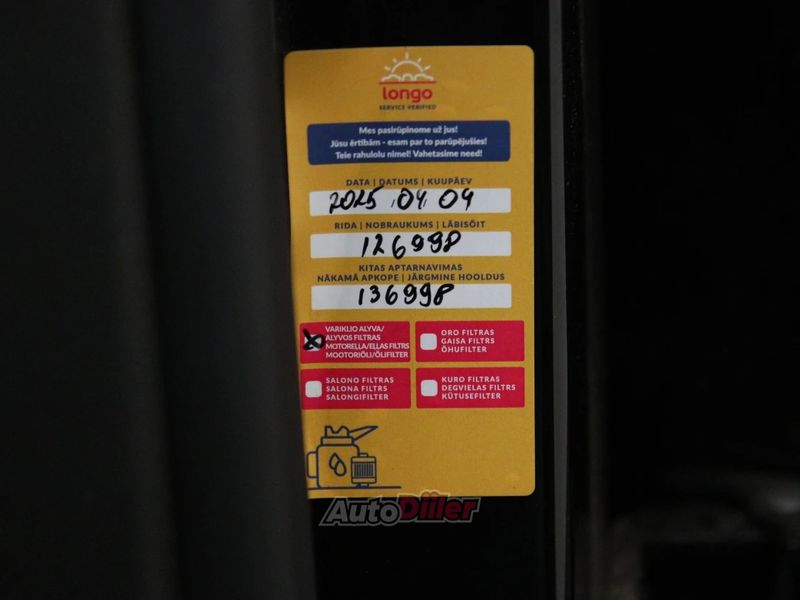 longo
SERVICE VERIFIED
Mes pasirūpinome už jus!
Jūsu ērtībām - esam par to parūpējušies!
Teie rahulolu nimel! Vahetasime need!
DATA | DATUMS | KUUPÄEV
2025.04.04
RIDA | NOBRAUKUMS | LÄBISÕIT
126998
KITAS APTARNAVIMAS
NĀKAMĀ APKOPE | JÄRGMINE HOOLDUS
136998
VARIKLIO ALYVA/
ALYVOS FILTRAS
MOTOREĻĻA/EĻĻAS FILTRS
MOOTORIÕLI/ÕLIFILTER
ORO FILTRAS
GAISA FILTRS
ÕHUFILTER
SALONO FILTRAS
SALONA FILTRS
SALONGIFILTER
KURO FILTRAS
DEGVIELAS FILTRS
KÜTUSEFILTER
AutoDiller